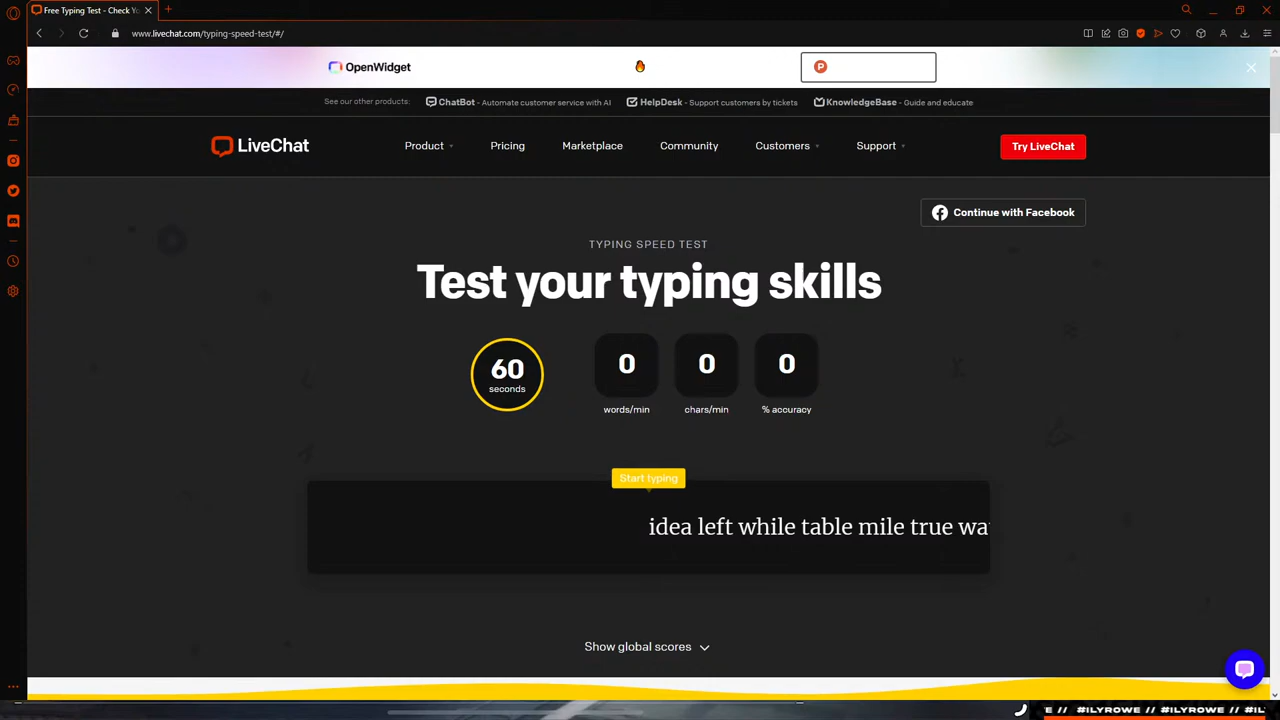 Free Typing Test - Check Yo
www.livechat.com/typing-speed-test/#/
OpenWidget
P
See our other products:
ChatBot - Automate customer service with AI
HelpDesk - Support customers by tickets
KnowledgeBase - Guide and educate
LiveChat
Product
Pricing
Marketplace
Community
Customers
Support
Try LiveChat
Continue with Facebook
TYPING SPEED TEST
Test your typing skills
60
seconds
0
words/min
0
chars/min
0
% accuracy
Start typing
idea left while table mile true wa
Show global scores
E // #ILYROWE // #IL